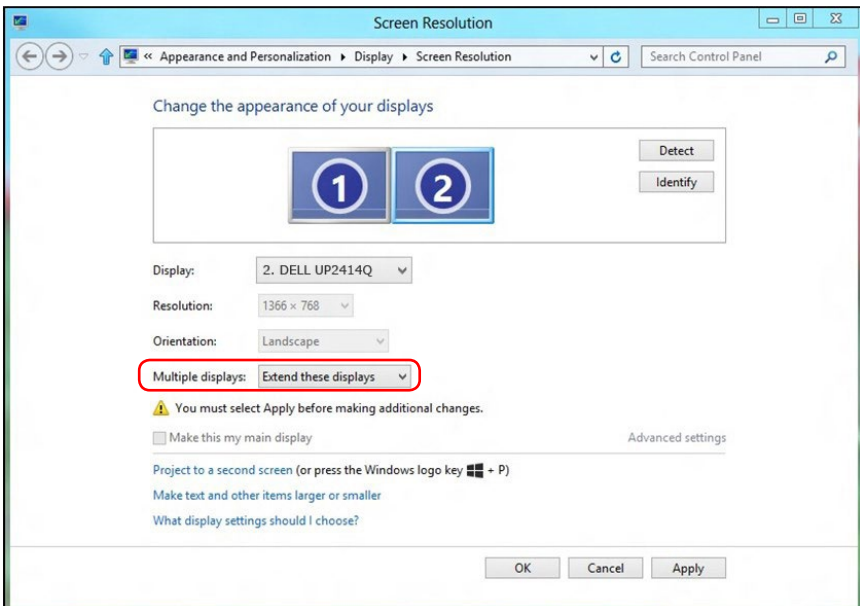 Screen Resolution
« Appearance and Personalization ▸ Display ▸ Screen Resolution
Search Control Panel
Change the appearance of your displays
1 2
Detect
Identify
Display: 2. DELL UP2414Q
Resolution: 1366 × 768
Orientation: Landscape
Multiple displays: Extend these displays
You must select Apply before making additional changes.
Make this my main display Advanced settings
Project to a second screen (or press the Windows logo key + P)
Make text and other items larger or smaller
What display settings should I choose?
OK Cancel Apply